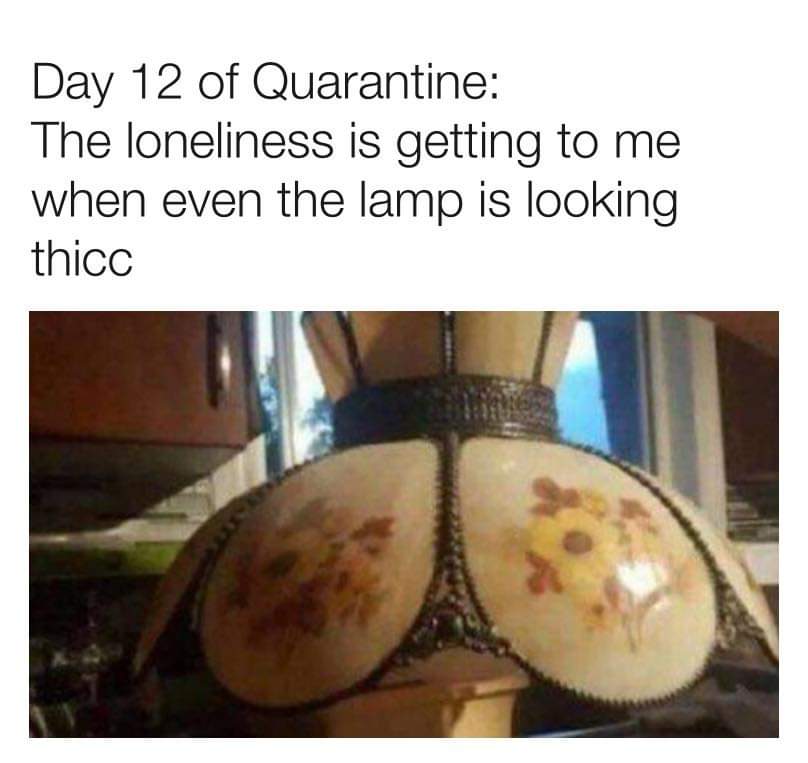 Day 12 of Quarantine:
The loneliness is getting to me
when even the lamp is looking
thicc